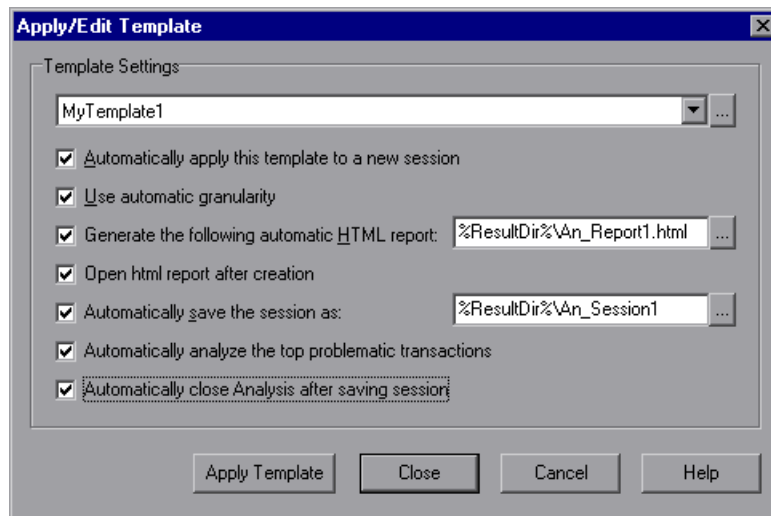 Apply/Edit Template
Template Settings
MyTemplate1
...
Automatically apply this template to a new session
Use automatic granularity
Generate the following automatic HTML report: %ResultDir%\An_Report1.html ...
Open html report after creation
Automatically save the session as: %ResultDir%\An_Session1 ...
Automatically analyze the top problematic transactions
Automatically close Analysis after saving session
Apply Template Close Cancel Help